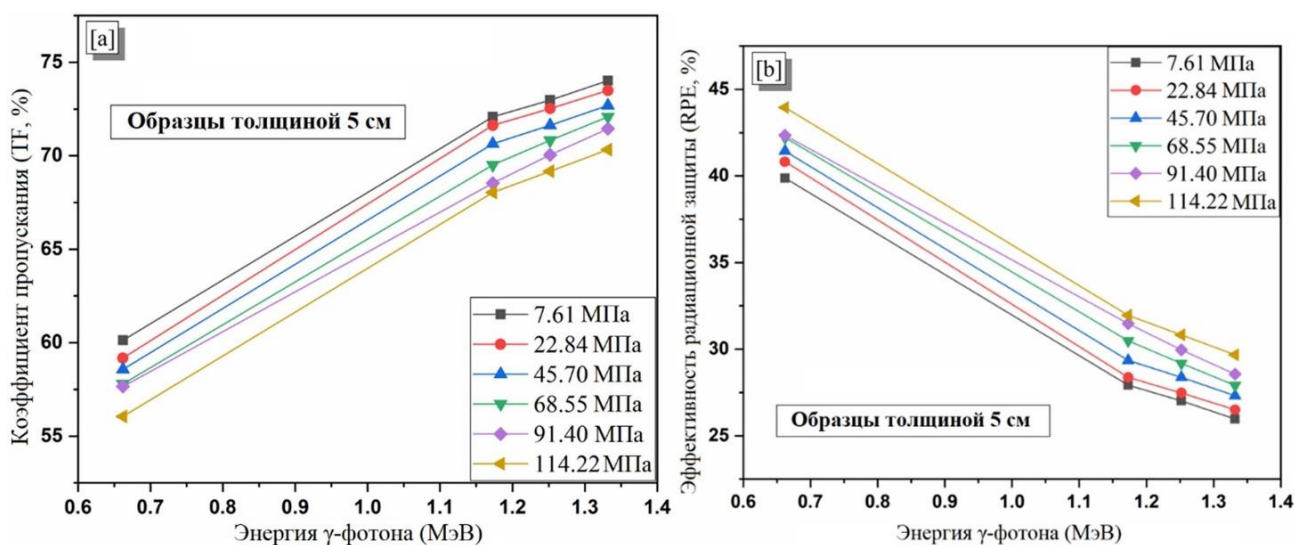 [a]
Коэффициент пропускания (TF, %)
75
70
65
60
55
Образцы толщиной 5 см
7.61 МПа
22.84 МПа
45.70 МПа
68.55 МПа
91.40 МПа
114.22 МПа
0.6 0.7 0.8 0.9 1.0 1.1 1.2 1.3 1.4
Энергия γ-фотона (МэВ)
[b]
Эффективность радиационной защиты (RPE, %)
45
40
35
30
25
7.61 МПа
22.84 МПа
45.70 МПа
68.55 МПа
91.40 МПа
114.22 МПа
Образцы толщиной 5 см
0.6 0.7 0.8 0.9 1.0 1.1 1.2 1.3 1.4
Энергия γ-фотона (МэВ)